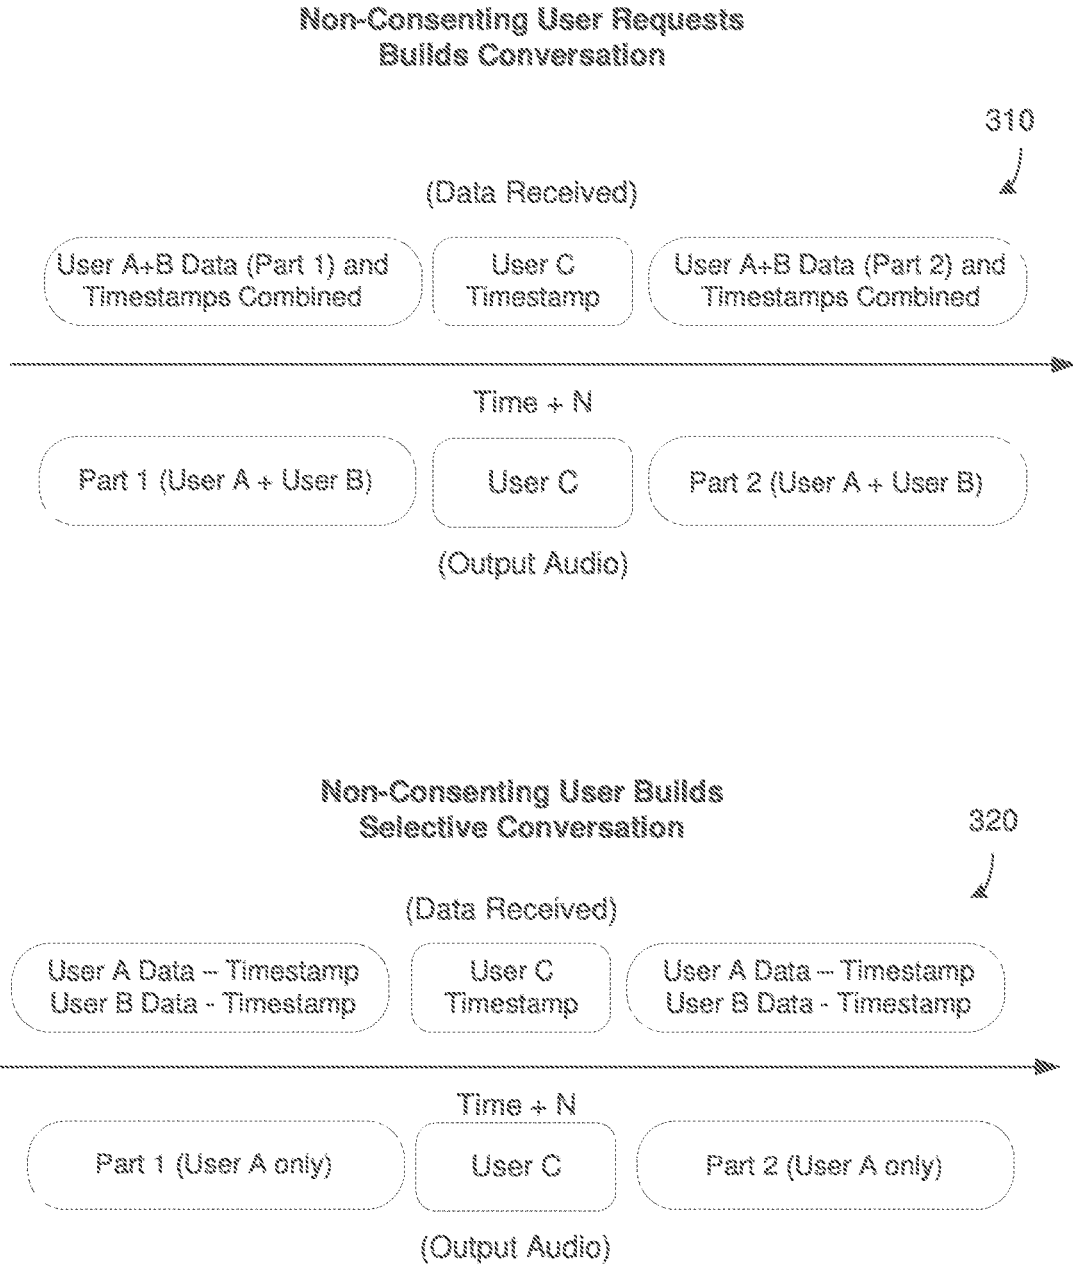 Non-Consenting User Requests
Builds Conversation
310
(Data Received)
User A+B Data (Part 1) and
Timestamps Combined
User C
Timestamp
User A+B Data (Part 2) and
Timestamps Combined
Time + N
Part 1 (User A + User B)
User C
Part 2 (User A + User B)
(Output Audio)
Non-Consenting User Builds
Selective Conversation
320
(Data Received)
User A Data – Timestamp
User B Data - Timestamp
User C
Timestamp
User A Data – Timestamp
User B Data - Timestamp
Time + N
Part 1 (User A only)
User C
Part 2 (User A only)
(Output Audio)